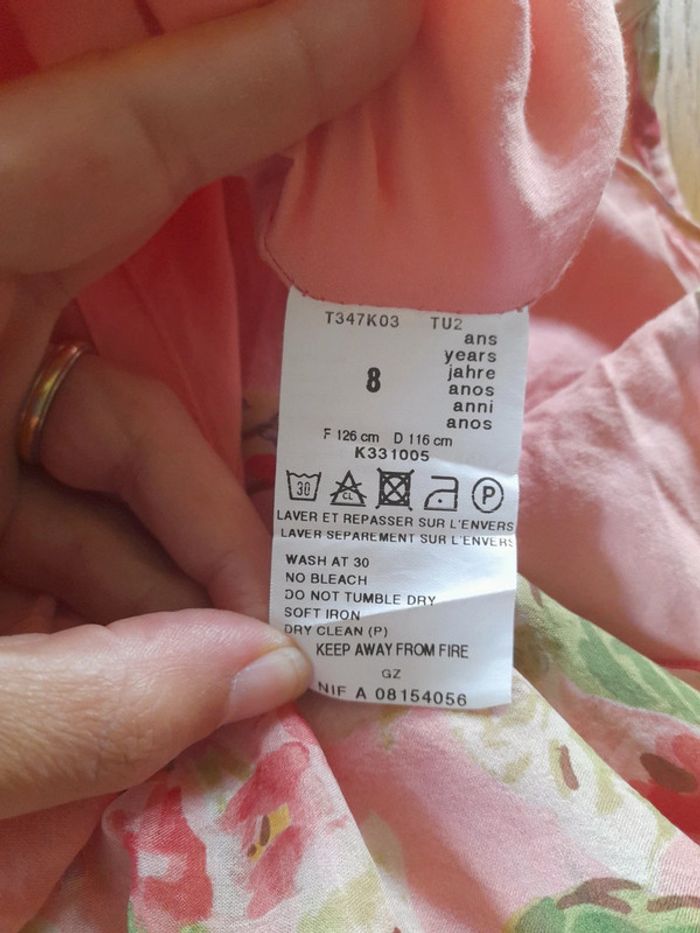 T347K03 TU2
ans
years
8 jahre
anos
anni
anos
F 126 cm D 116 cm
K331005
30 CL P
LAVER ET REPASSER SUR L'ENVERS
LAVER SEPAREMENT SUR L'ENVERS
WASH AT 30
NO BLEACH
DO NOT TUMBLE DRY
SOFT IRON
DRY CLEAN (P)
KEEP AWAY FROM FIRE
GZ
NIF A 08154056